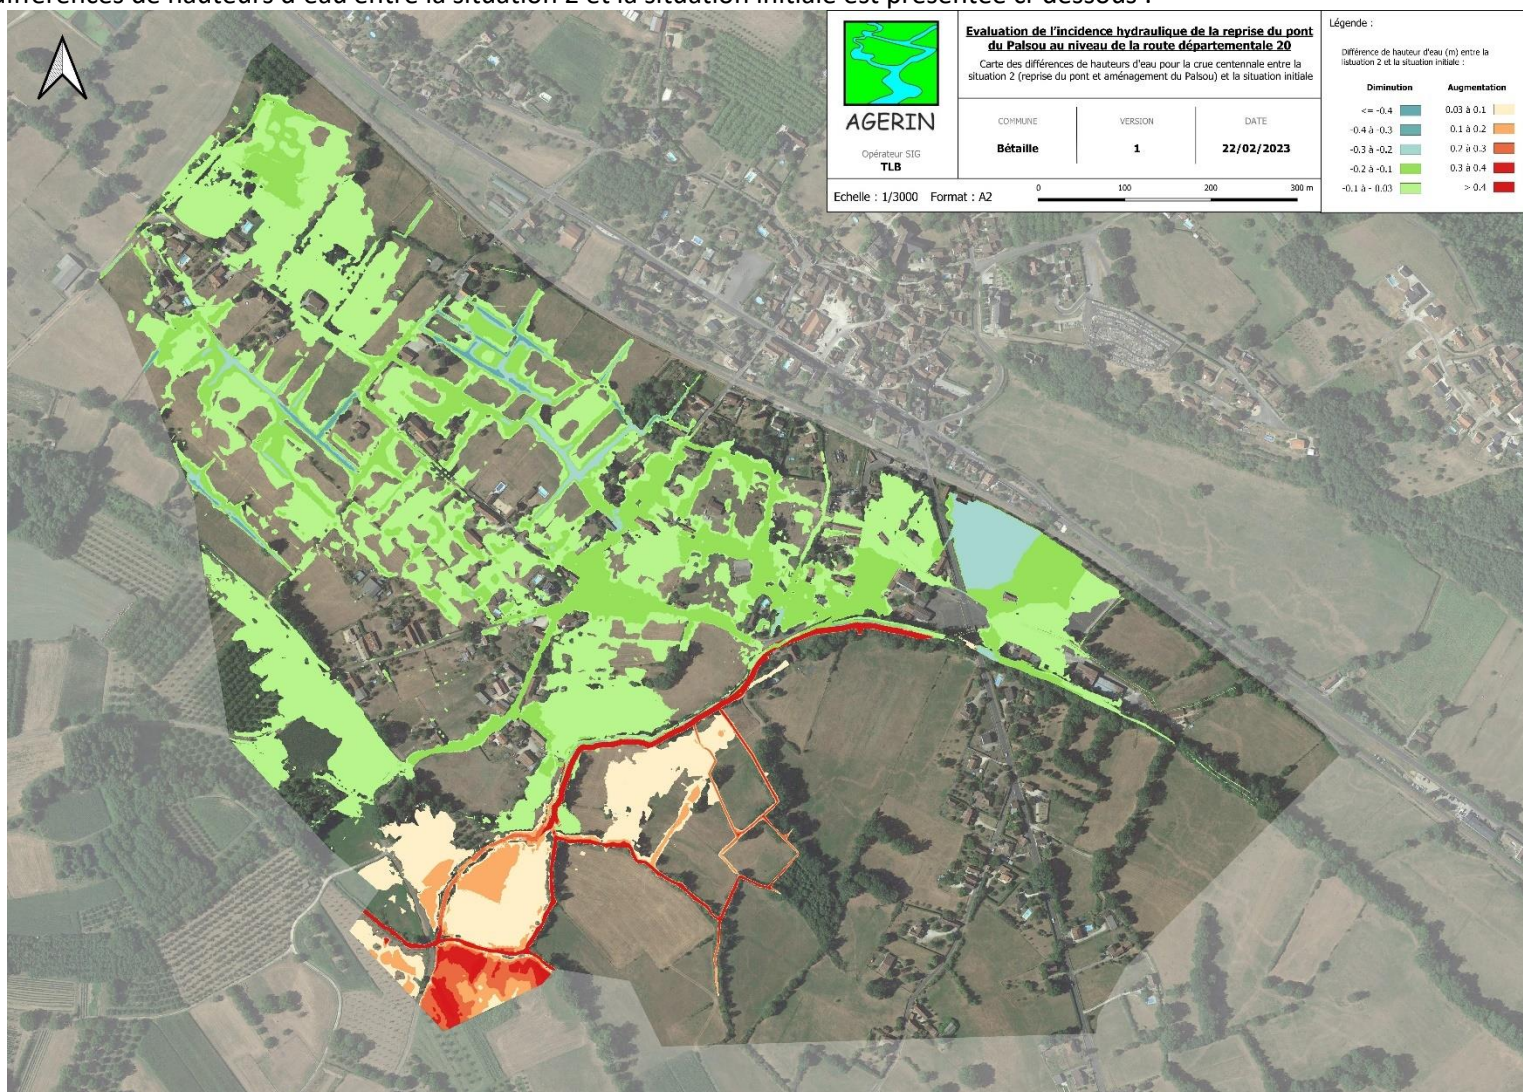 différences de hauteurs d'eau entre la situation 2 et la situation initiale est présentée ci-dessous :
AGERIN
Opérateur SIG
TLB
Evaluation de l'incidence hydraulique de la reprise du pont
du Palsou au niveau de la route départementale 20
Carte des différences de hauteurs d'eau pour la crue centennale entre la
situation 2 (reprise du pont et aménagement du Palsou) et la situation initiale
COMMUNE
VERSION
DATE
Bétaille
1
22/02/2023
Echelle : 1/3000 Format : A2
0 100 200 300 m
Légende :
Différence de hauteur d'eau (m) entre la
situation 2 et la situation initiale :
Diminution Augmentation
<= -0.4 0.03 à 0.1
-0.4 à -0.3 0.1 à 0.2
-0.3 à -0.2 0.2 à 0.3
-0.2 à -0.1 0.3 à 0.4
-0.1 à -0.03 > 0.4